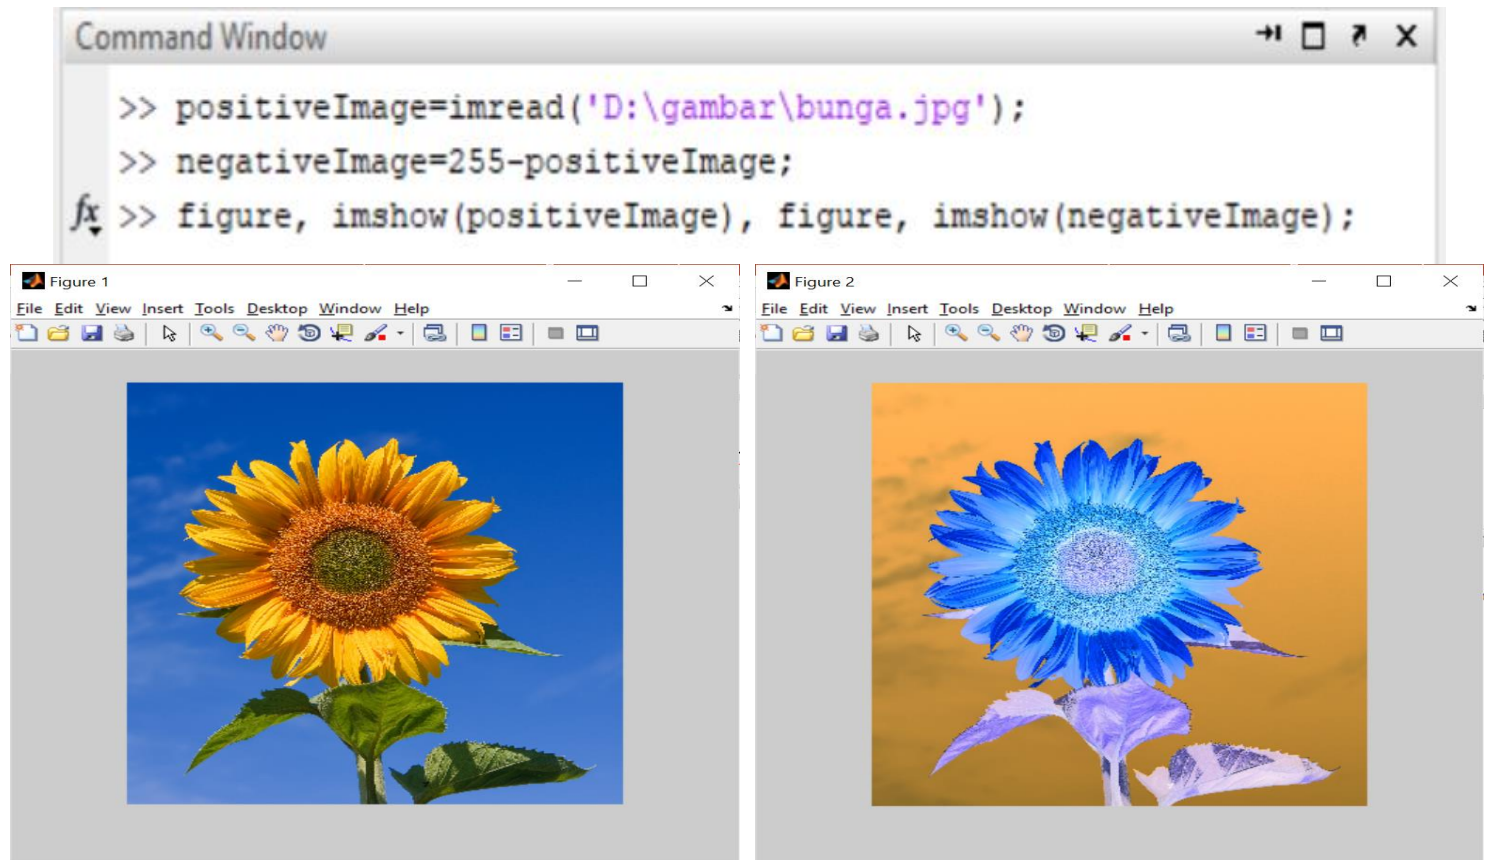 Command Window
>> positiveImage=imread('D:\gambar\bunga.jpg');
>> negativeImage=255-positiveImage;
fx >> figure, imshow(positiveImage), figure, imshow(negativeImage);
Figure 1
File Edit View Insert Tools Desktop Window Help
Figure 2
File Edit View Insert Tools Desktop Window Help